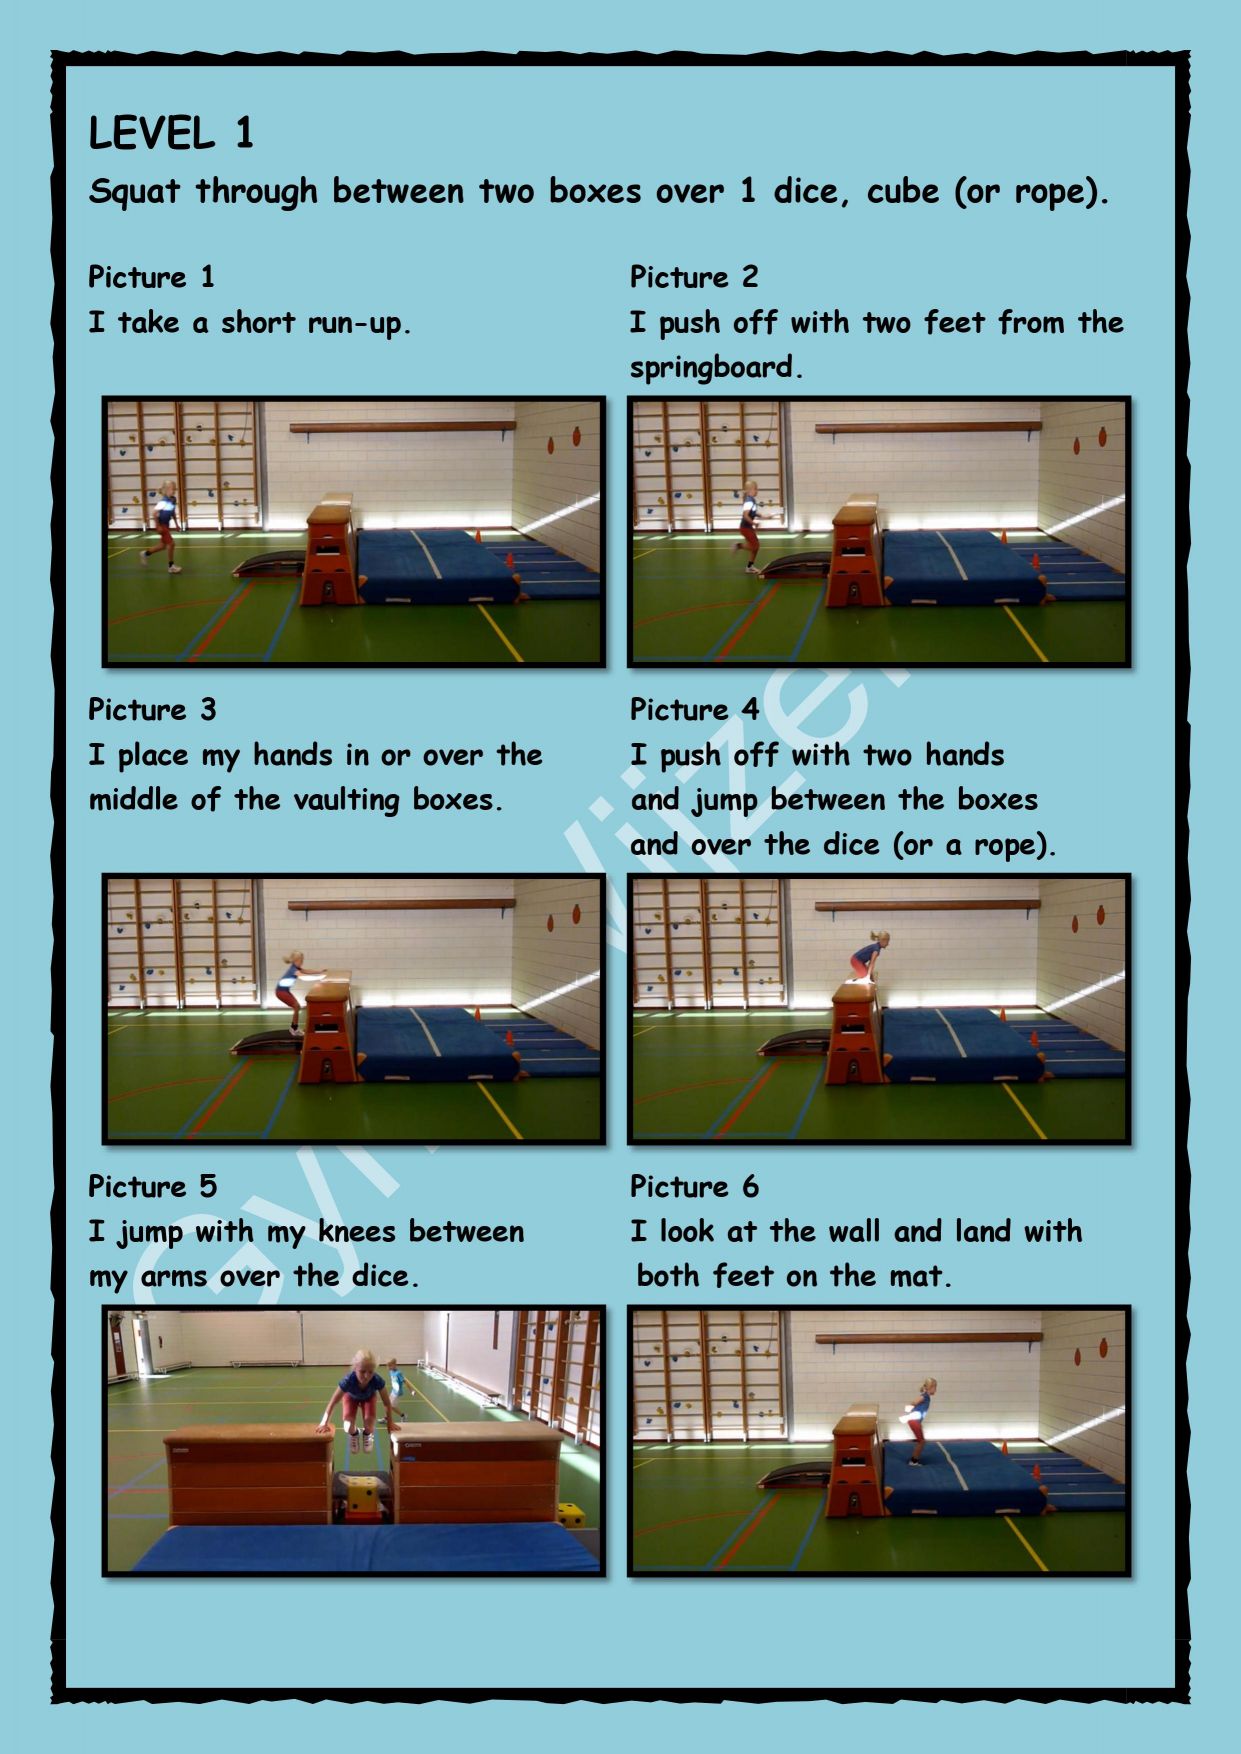 LEVEL 1
Squat through between two boxes over 1 dice, cube (or rope).
Picture 1
I take a short run-up.
Picture 2
I push off with two feet from the
springboard.
Picture 3
I place my hands in or over the
middle of the vaulting boxes.
Picture 4
I push off with two hands
and jump between the boxes
and over the dice (or a rope).
Picture 5
I jump with my knees between
my arms over the dice.
Picture 6
I look at the wall and land with
both feet on the mat.